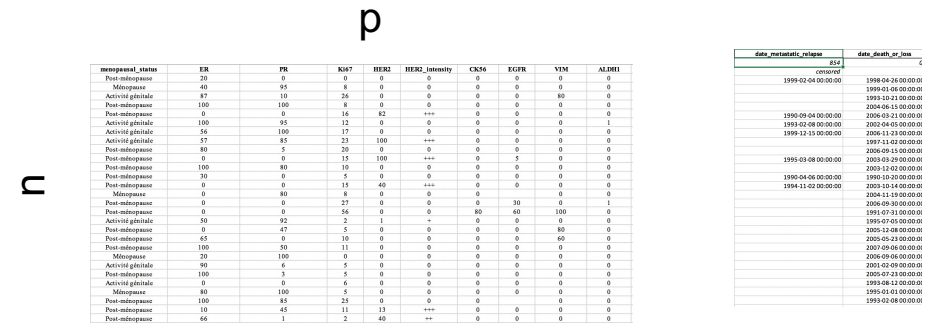 p
n
menopausal_status ER PR Ki67 HER2 HER2_intensity CK56 EGFR VIM ALDH1
Post-ménopause 20 0 0 0 0 0 0 0
Ménopause 40 95 8 0 0 0 0 0 0
Activité génitale 87 10 26 0 0 0 0 80 0
Post-ménopause 100 100 8 0 0 0 0 0 0
Post-ménopause 0 0 16 82 +++ 0 0 0 0
Activité génitale 100 95 12 0 0 0 0 0 1
Activité génitale 56 100 17 0 0 0 0 0 0
Activité génitale 57 85 23 100 +++ 0 0 0 0
Post-ménopause 80 5 20 0 0 0 0 0 0
Post-ménopause 0 0 15 100 +++ 0 5 0 0
Post-ménopause 100 80 10 0 0 0 0 0 0
Post-ménopause 30 0 5 0 0 0 0 0 0
Post-ménopause 0 0 15 40 +++ 0 0 0 0
Ménopause 0 80 8 0 0 0 0 0
Post-ménopause 0 0 27 0 0 0 30 0 1
Post-ménopause 0 0 56 0 0 80 60 100 0
Activité génitale 50 92 2 1 + 0 0 0 0
Post-ménopause 0 47 5 0 0 0 80 0
Post-ménopause 65 0 10 0 0 0 60 0
Post-ménopause 100 50 11 0 0 0 0 0
Ménopause 20 100 0 0 0 0 0 0
Activité génitale 90 6 5 0 0 0 0 0 0
Post-ménopause 100 3 5 0 0 0 0 0 0
Activité génitale 0 0 6 0 0 0 0 0
Ménopause 80 100 5 0 0 0 0 0 0
Post-ménopause 100 85 25 0 0 0 0 0
Post-ménopause 10 45 11 13 +++ 0 0 0 0
Post-ménopause 66 1 2 40 ++ 0 0 0 0
date_metastatic_relapse date_death_or_loss
854
censored
1999-02-04 00:00:00 1998-04-26 00:00:0
1999-01-06 00:00:0
1993-10-21 00:00:0
2004-06-15 00:00:0
1990-09-04 00:00:00 2006-03-21 00:00:0
1993-02-08 00:00:00 2002-04-05 00:00:0
1999-12-15 00:00:00 2006-11-23 00:00:0
1997-11-02 00:00:0
2006-09-15 00:00:0
1995-03-08 00:00:00 2003-03-29 00:00:0
2003-12-02 00:00:0
1990-04-06 00:00:00 1990-10-20 00:00:0
1994-11-02 00:00:00 2003-10-14 00:00:0
2004-11-19 00:00:0
2006-09-30 00:00:0
1991-07-31 00:00:0
1995-07-05 00:00:0
2005-12-08 00:00:0
2005-05-23 00:00:0
2007-09-06 00:00:0
2006-09-06 00:00:0
2001-02-09 00:00:0
2005-07-23 00:00:0
1993-08-12 00:00:0
1995-01-01 00:00:0
1993-02-08 00:00:0